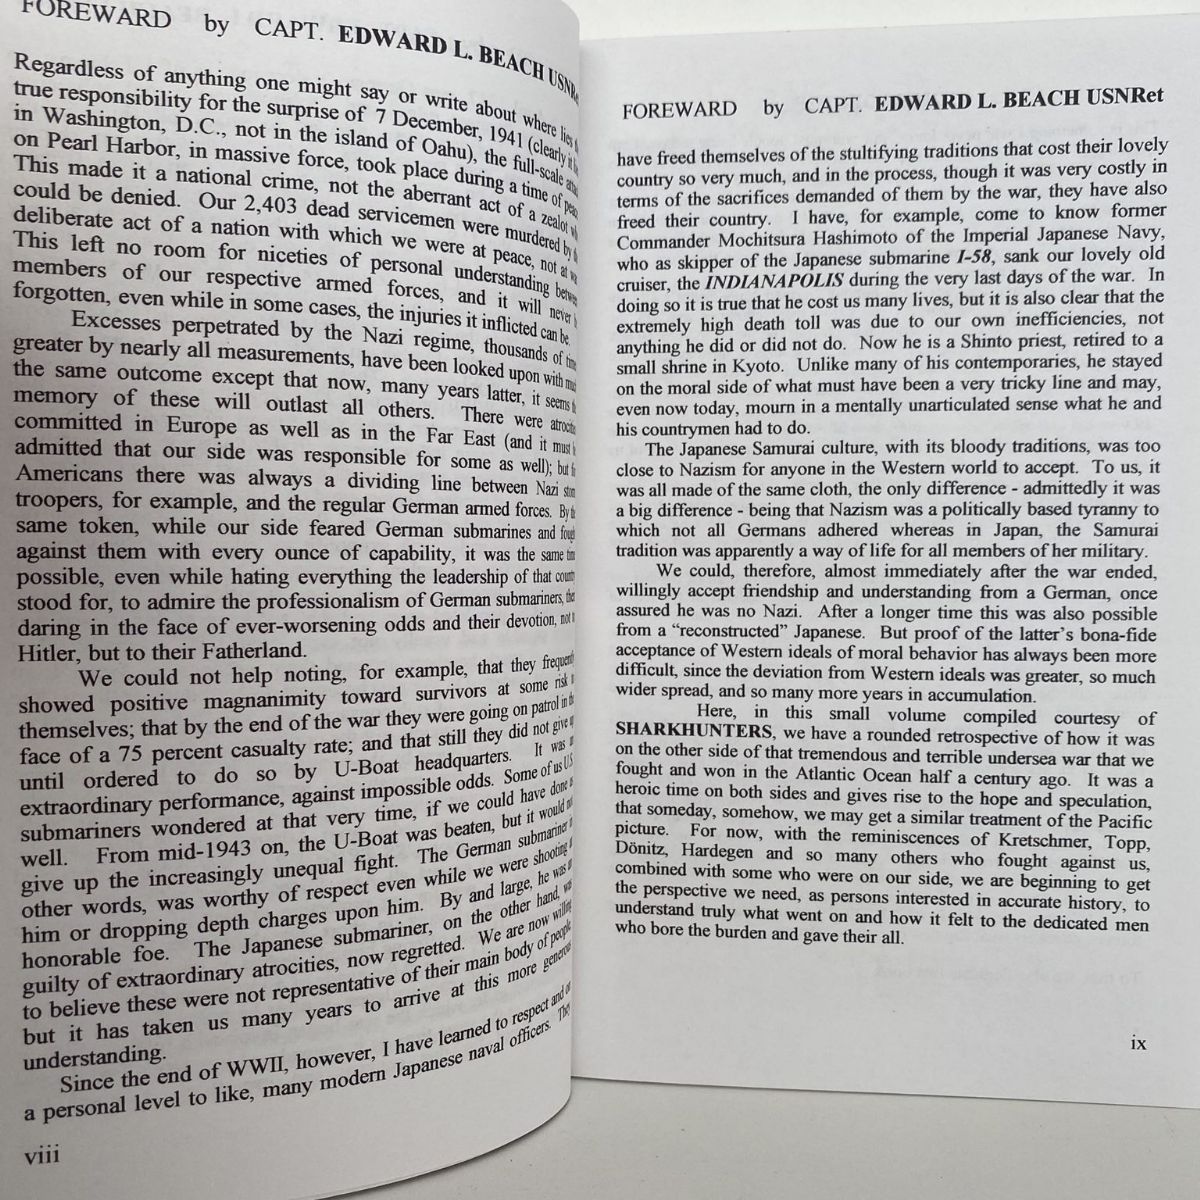 FOREWARD by CAPT. EDWARD L. BEACH USNRet
Regardless of anything one might say or write about where lies
true responsibility for the surprise of 7 December, 1941 (clearly it
in Washington, D.C., not in the island of Oahu), the full-scale
on Pearl Harbor, in massive force, took place during a time of peace
This made it a national crime, not the aberrant act of a zealot
could be denied. Our 2,403 dead servicemen were murdered by
deliberate act of a nation with which we were at peace, not at war
This left no room for niceties of personal understanding between
members of our respective armed forces, and it will never
forgotten, even while in some cases, the injuries it inflicted can be.
Excesses perpetrated by the Nazi regime, thousands of times
greater by nearly all measurements, have been looked upon with much
the same outcome except that now, many years latter, it seems
memory of these will outlast all others. There were atrocities
committed in Europe as well as in the Far East (and it must
admitted that our side was responsible for some as well); but for
Americans there was always a dividing line between Nazi storm
troopers, for example, and the regular German armed forces. By the
same token, while our side feared German submarines and fought
against them with every ounce of capability, it was the same time
possible, even while hating everything the leadership of that country
stood for, to admire the professionalism of German submariners, their
daring in the face of ever-worsening odds and their devotion, not to
Hitler, but to their Fatherland.
We could not help noting, for example, that they frequently
showed positive magnanimity toward survivors at some risk to
themselves; that by the end of the war they were going on patrol in the
face of a 75 percent casualty rate; and that still they did not give up
until ordered to do so by U-Boat headquarters. It was
extraordinary performance, against impossible odds. Some of us U.S.
submariners wondered at that very time, if we could have done as
well. From mid-1943 on, the U-Boat was beaten, but it would not
give up the increasingly unequal fight. The German submariner
other words, was worthy of respect even while we were shooting
him or dropping depth charges upon him. By and large, he was
honorable foe. The Japanese submariner, on the other hand, was
guilty of extraordinary atrocities, now regretted. We are now willing
to believe these were not representative of their main body of people,
but it has taken us many years to arrive at this more generous
understanding.
Since the end of WWII, however, I have learned to respect and
a personal level to like, many modern Japanese naval officers. They
viii
FOREWARD by CAPT. EDWARD L. BEACH USNRet
have freed themselves of the stultifying traditions that cost their lovely
country so very much, and in the process, though it was very costly in
terms of the sacrifices demanded of them by the war, they have also
freed their country. I have, for example, come to know former
Commander Mochitsura Hashimoto of the Imperial Japanese Navy,
who as skipper of the Japanese submarine I-58, sank our lovely old
cruiser, the INDIANAPOLIS during the very last days of the war. In
doing so it is true that he cost us many lives, but it is also clear that the
extremely high death toll was due to our own inefficiencies, not
anything he did or did not do. Now he is a Shinto priest, retired to a
small shrine in Kyoto. Unlike many of his contemporaries, he stayed
on the moral side of what must have been a very tricky line and may,
even now today, mourn in a mentally unarticulated sense what he and
his countrymen had to do.
The Japanese Samurai culture, with its bloody traditions, was too
close to Nazism for anyone in the Western world to accept. To us, it
was all made of the same cloth, the only difference - admittedly it was
a big difference - being that Nazism was a politically based tyranny to
which not all Germans adhered whereas in Japan, the Samurai
tradition was apparently a way of life for all members of her military.
We could, therefore, almost immediately after the war ended,
willingly accept friendship and understanding from a German, once
assured he was no Nazi. After a longer time this was also possible
from a “reconstructed” Japanese. But proof of the latter’s bona-fide
acceptance of Western ideals of moral behavior has always been more
difficult, since the deviation from Western ideals was greater, so much
wider spread, and so many more years in accumulation.
Here, in this small volume compiled courtesy of
SHARKHUNTERS, we have a rounded retrospective of how it was
on the other side of that tremendous and terrible undersea war that we
fought and won in the Atlantic Ocean half a century ago. It was a
heroic time on both sides and gives rise to the hope and speculation,
that someday, somehow, we may get a similar treatment of the Pacific
picture. For now, with the reminiscences of Kretschmer, Topp,
Dönitz, Hardegen and so many others who fought against us,
combined with some who were on our side, we are beginning to get
the perspective we need, as persons interested in accurate history, to
understand truly what went on and how it felt to the dedicated men
who bore the burden and gave their all.
ix